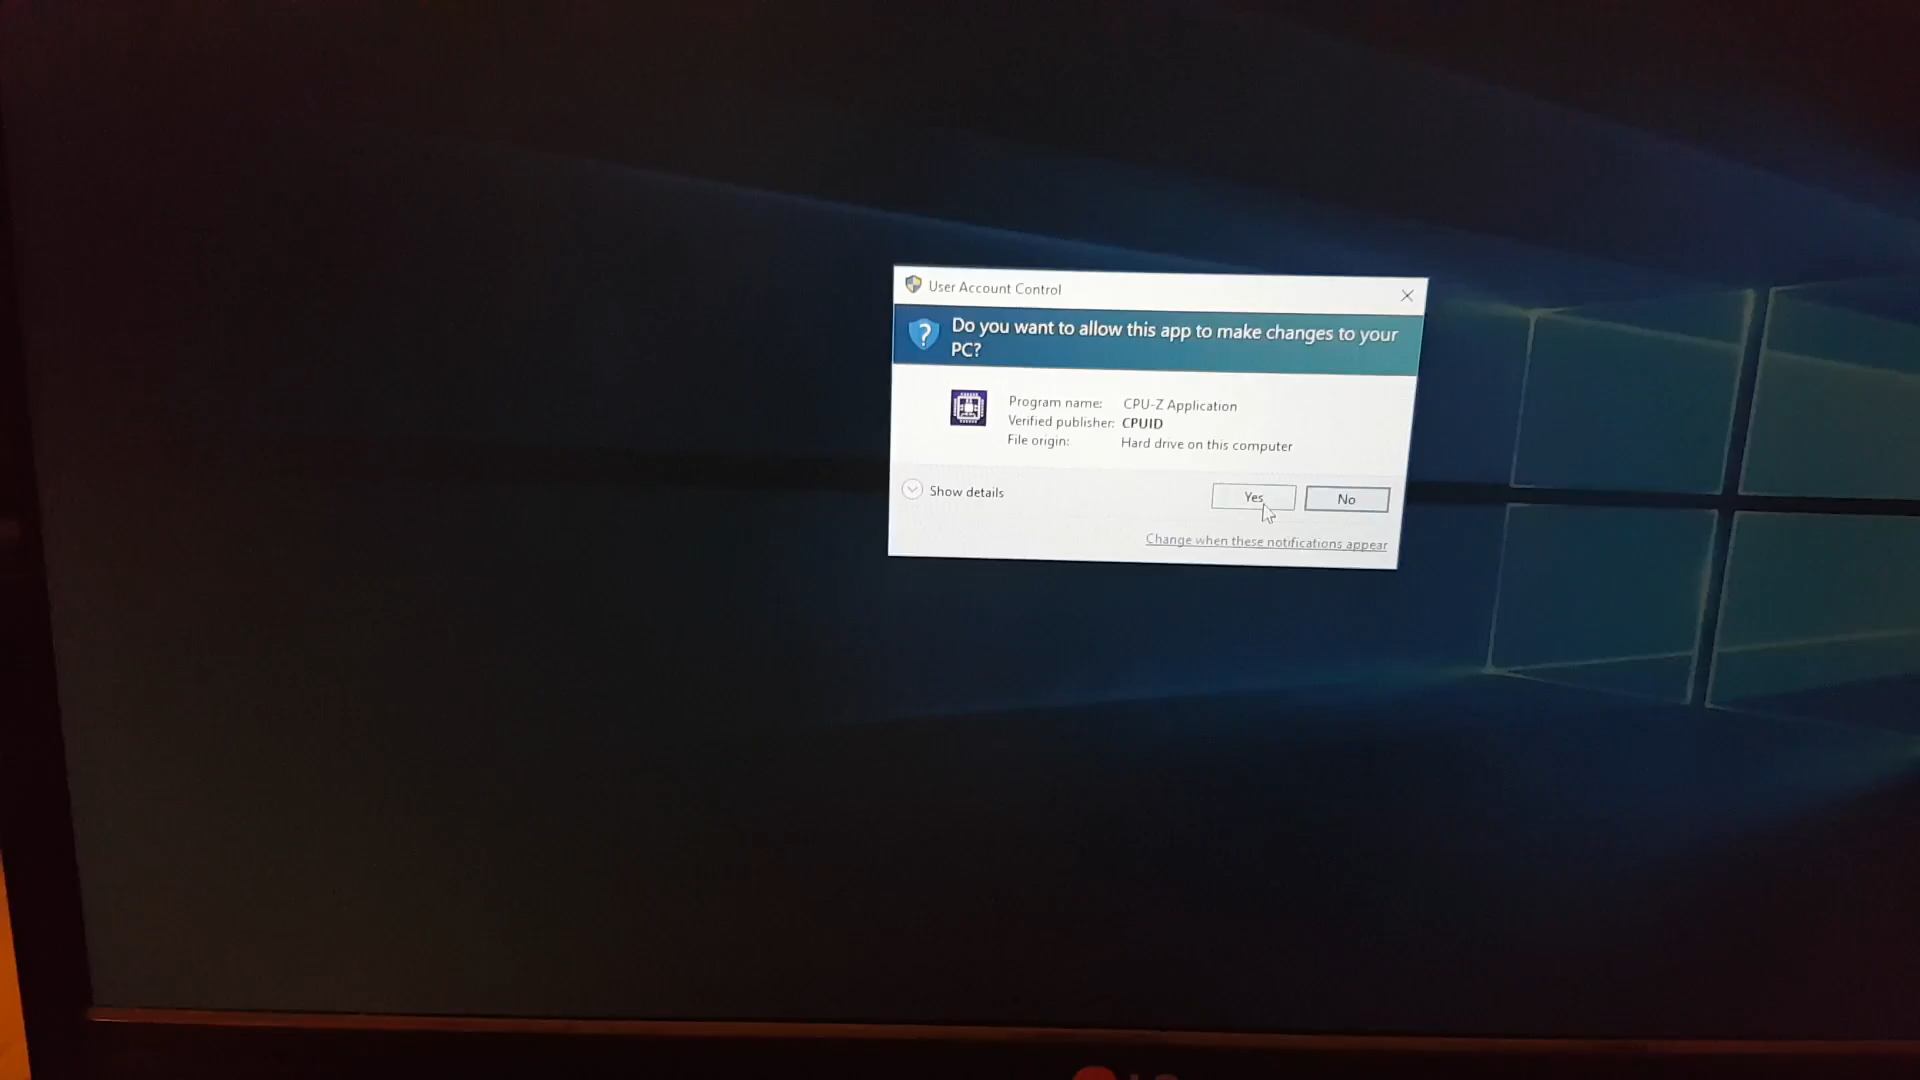 User Account Control
Do you want to allow this app to make changes to your
PC?
Program name: CPU-Z Application
Verified publisher: CPUID
File origin: Hard drive on this computer
Show details
Yes
No
Change when these notifications appear